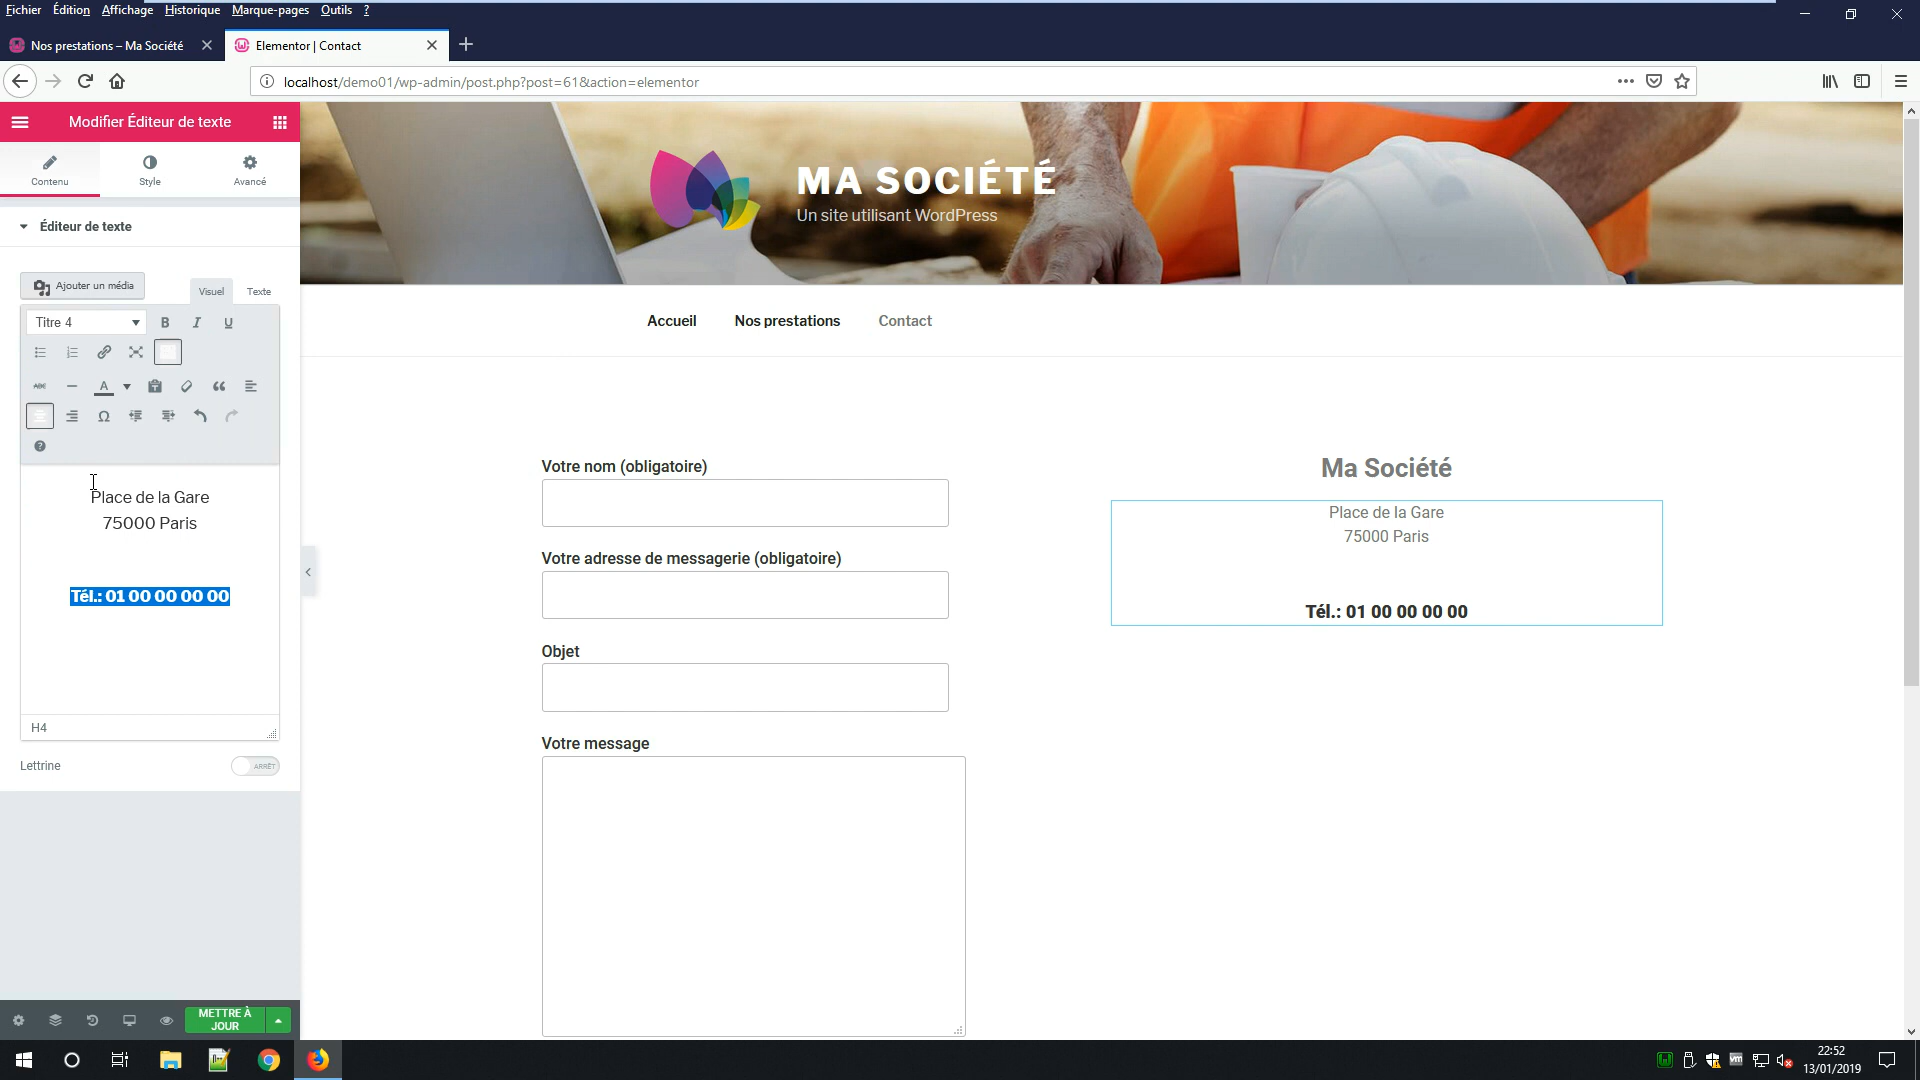 Fichier Édition Affichage Historique Marque-pages Outils ?
Nos prestations – Ma Société
Elementor | Contact
localhost/demo01/wp-admin/post.php?post=61&action=elementor
Modifier Éditeur de texte
Contenu Style Avancé
Éditeur de texte
Ajouter un média
Visuel Texte
Titre 4 B I U
ABC A
Place de la Gare
75000 Paris
Tél.: 01 00 00 00 00
H4
Lettrine ARRÊT
METTRE À JOUR
MA SOCIÉTÉ
Un site utilisant WordPress
Accueil Nos prestations Contact
Votre nom (obligatoire)
Votre adresse de messagerie (obligatoire)
Objet
Votre message
Ma Société
Place de la Gare
75000 Paris
Tél.: 01 00 00 00 00
22:52
13/01/2019